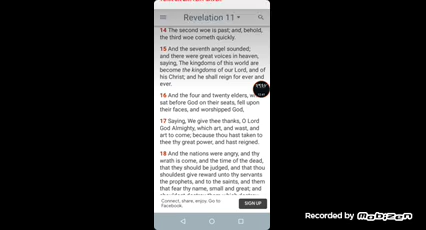 Revelation 11
14 The second woe is past; and, behold,
the third woe cometh quickly.
15 And the seventh angel sounded;
and there were great voices in heaven,
saying, The kingdoms of this world are
become the kingdoms of our Lord, and of
his Christ; and he shall reign for ever and
ever.
16 And the four and twenty elders,
sat before God on their seats, fell upon
their faces, and worshipped God,
17 Saying, We give thee thanks, O Lord
God Almighty, which art, and wast, and
art to come; because thou hast taken to
thee thy great power, and hast reigned.
18 And the nations were angry, and thy
wrath is come, and the time of the dead,
that they should be judged, and that thou
shouldest give reward unto thy servants
the prophets, and to the saints, and them
that fear thy name, small and great; and
Connect, share, enjoy. Go to
Facebook.
SIGN UP
Recorded by Mobizen